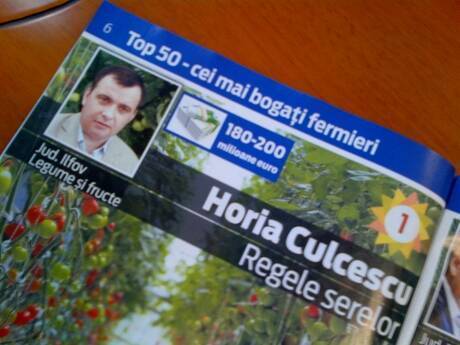 6
Top 50 - cei mai bogați fermieri
180-200
milioane euro
Jud. Ilfov
Legume și fructe
Horia Culcescu
1
Regele serelor